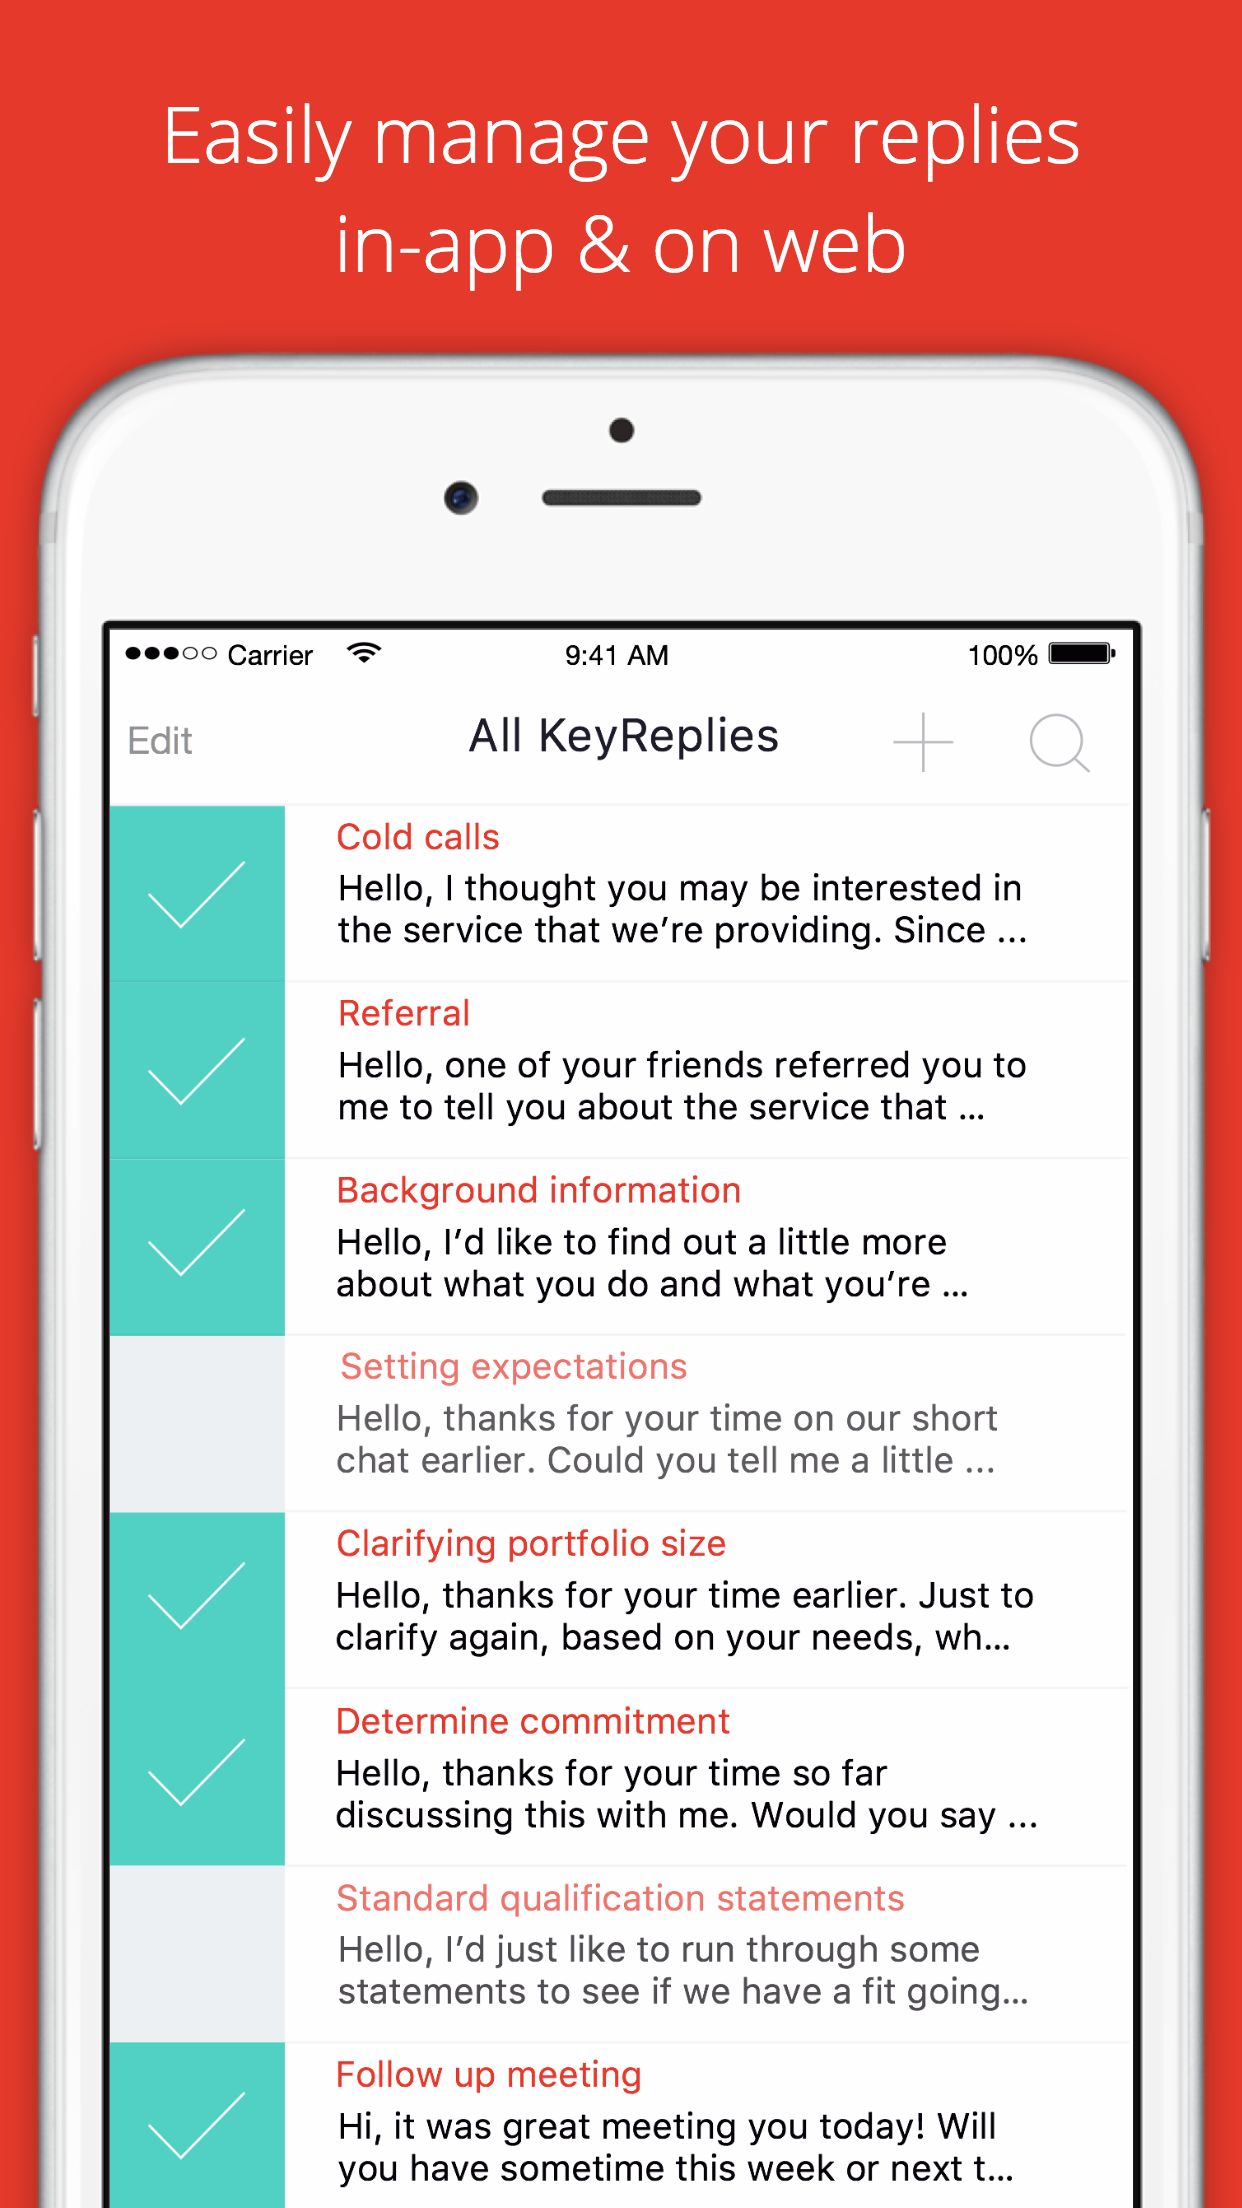 Easily manage your replies
in-app & on web
Carrier 9:41 AM 100%
Edit All KeyReplies
Cold calls
Hello, I thought you may be interested in
the service that we’re providing. Since ...
Referral
Hello, one of your friends referred you to
me to tell you about the service that ...
Background information
Hello, I’d like to find out a little more
about what you do and what you’re ...
Setting expectations
Hello, thanks for your time on our short
chat earlier. Could you tell me a little ...
Clarifying portfolio size
Hello, thanks for your time earlier. Just to
clarify again, based on your needs, wh...
Determine commitment
Hello, thanks for your time so far
discussing this with me. Would you say ...
Standard qualification statements
Hello, I’d just like to run through some
statements to see if we have a fit going...
Follow up meeting
Hi, it was great meeting you today! Will
you have sometime this week or next t...